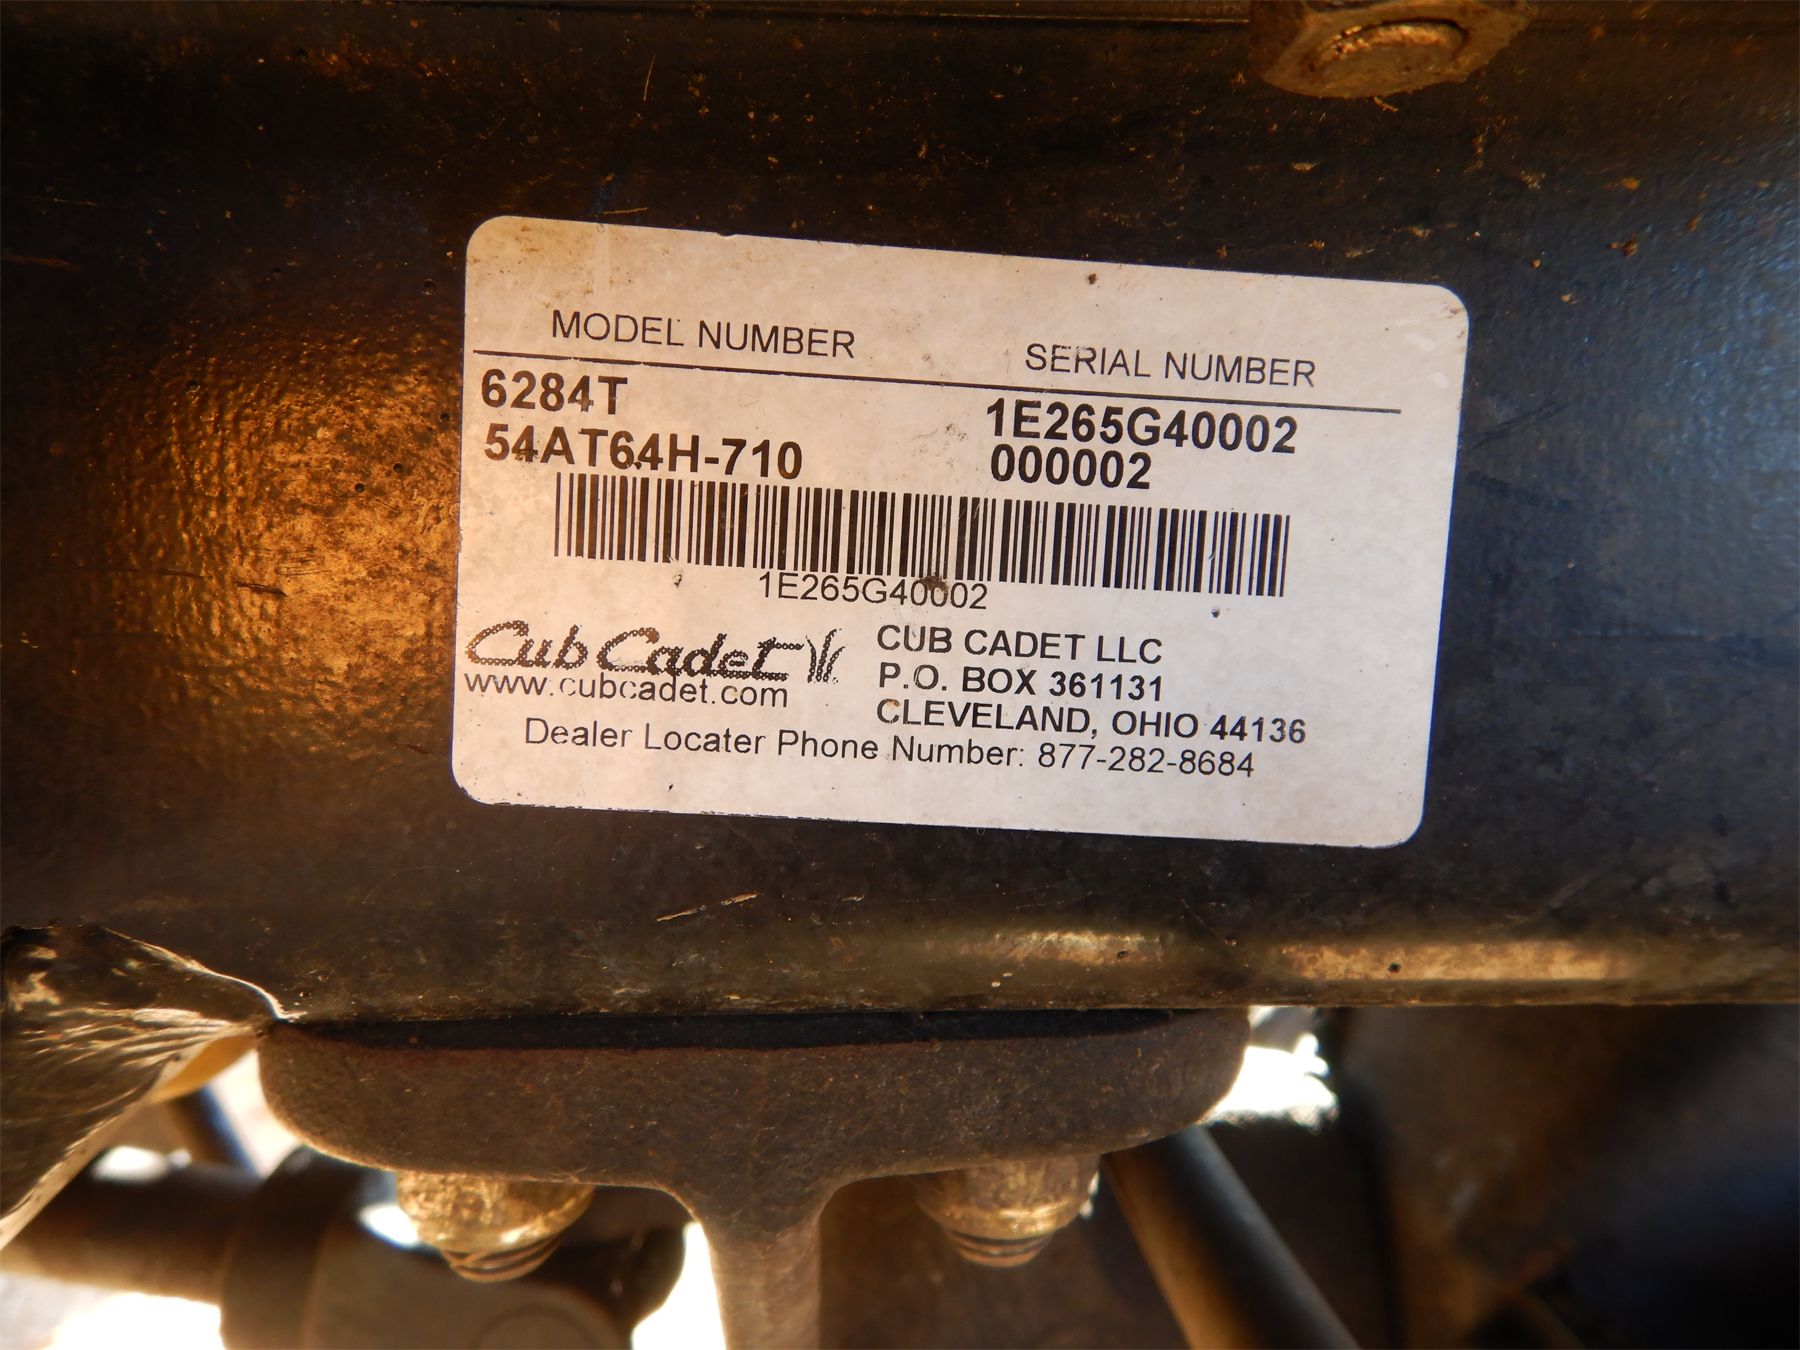 MODEL NUMBER SERIAL NUMBER
6284T 1E265G40002
54AT64H-710 000002
1E265G40002
Cub Cadet
www.cubcadet.com
CUB CADET LLC
P.O. BOX 361131
CLEVELAND, OHIO 44136
Dealer Locater Phone Number: 877-282-8684